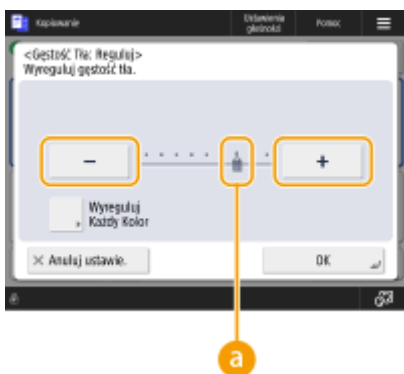 Kopiowanie
Ustawienia
głośności
Pomoc
<Gęstość Tła: Reguluj>
Wyreguluj gęstość tła.
− +
Wyreguluj
Każdy Kolor
× Anuluj ustawie.
OK
a